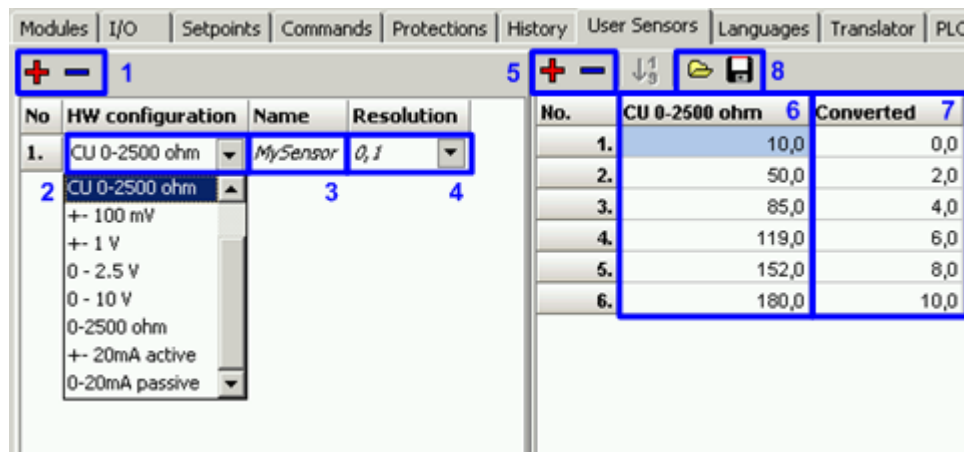 Modules I/O Setpoints Commands Protections History User Sensors Languages Translator PLC
1 5 8
No HW configuration Name Resolution No. CU 0-2500 ohm 6 Converted 7
1. CU 0-2500 ohm MySensor 0,1 1. 10,0 0,0
2 CU 0-2500 ohm 3 4 2. 50,0 2,0
+- 100 mV 3. 85,0 4,0
+- 1 V 4. 119,0 6,0
0 - 2.5 V 5. 152,0 8,0
0 - 10 V 6. 180,0 10,0
0-2500 ohm
+- 20mA active
0-20mA passive